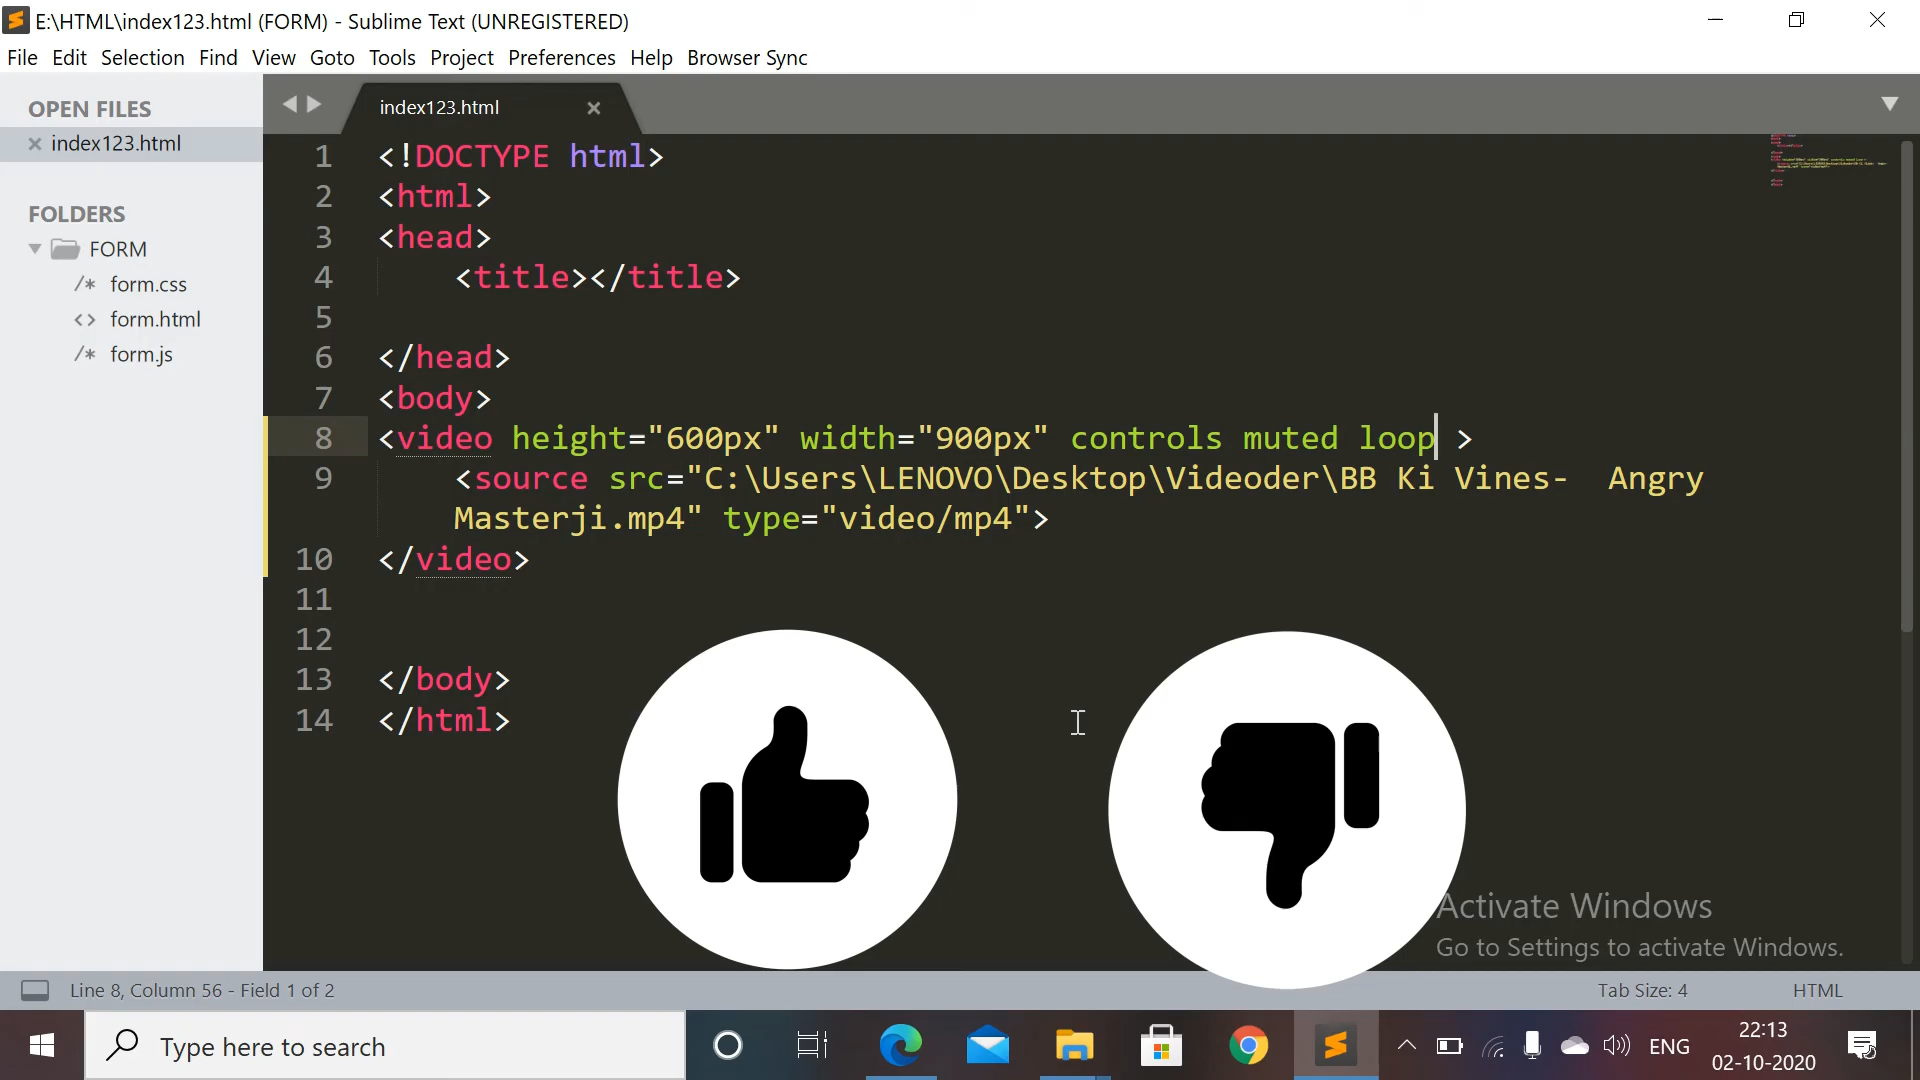 E:\HTML\index123.html (FORM) - Sublime Text (UNREGISTERED)
File Edit Selection Find View Goto Tools Project Preferences Help Browser Sync
OPEN FILES
index123.html
FOLDERS
FORM
/* form.css
<> form.html
/* form.js
index123.html
1 <!DOCTYPE html>
2 <html>
3 <head>
4 <title></title>
5
6 </head>
7 <body>
8 <video height="600px" width="900px" controls muted loop >
9 <source src="C:\Users\LENOVO\Desktop\Videoder\BB Ki Vines-  Angry
Masterji.mp4" type="video/mp4">
10 </video>
11
12
13 </body>
14 </html>
Activate Windows
Go to Settings to activate Windows.
Line 8, Column 56 - Field 1 of 2
Tab Size: 4
HTML
Type here to search
ENG
22:13
02-10-2020